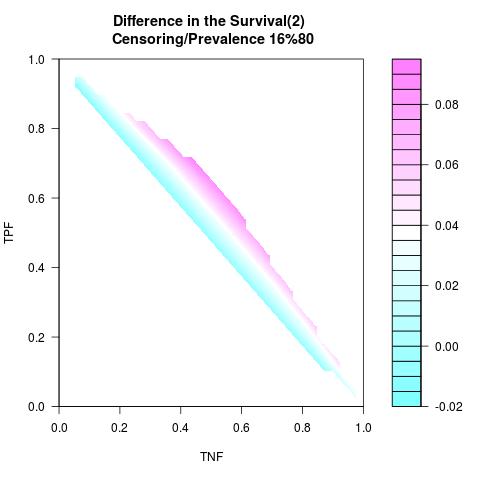 Difference in the Survival(2)
Censoring/Prevalence 16%80
TPF
1.0
0.8
0.6
0.4
0.2
0.0
0.0 0.2 0.4 0.6 0.8 1.0
TNF
0.08
0.06
0.04
0.02
0.00
-0.02